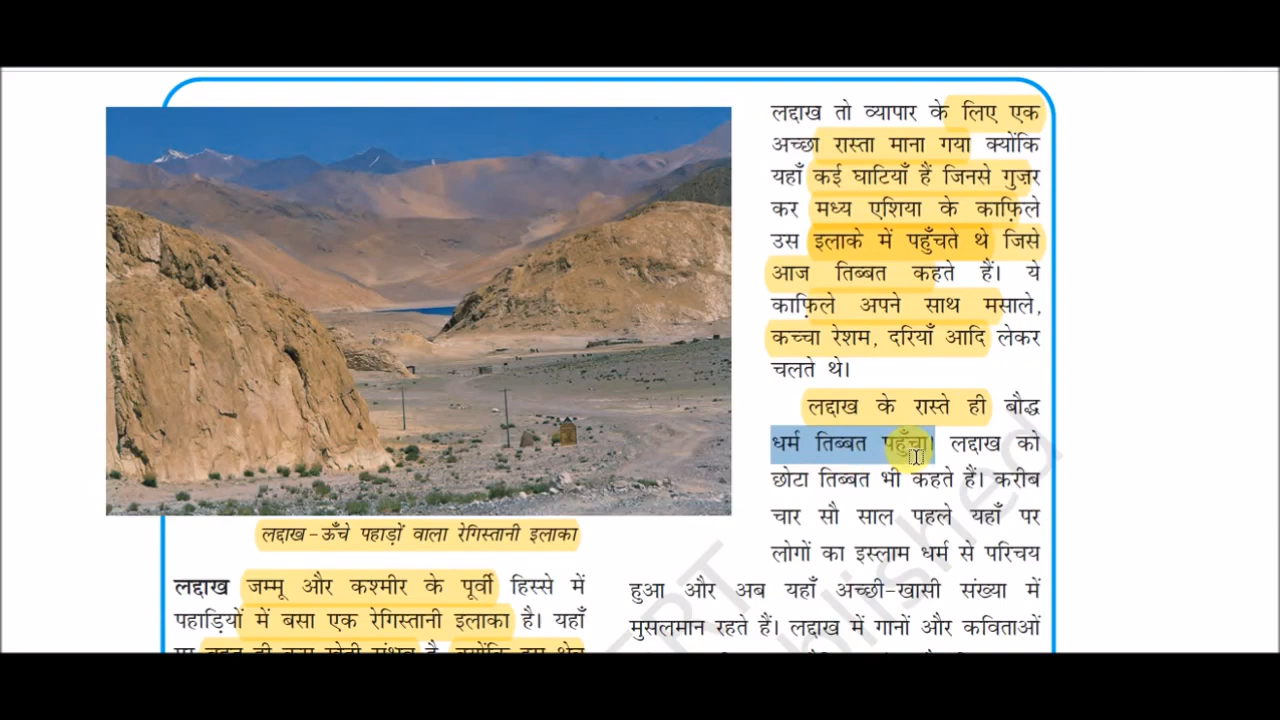 लद्दाख-ऊँचे पहाड़ों वाला रेगिस्तानी इलाका
लद्दाख जम्मू और कश्मीर के पूर्वी हिस्से में
पहाड़ियों में बसा एक रेगिस्तानी इलाका है। यहाँ
लद्दाख तो व्यापार के लिए एक
अच्छा रास्ता माना गया क्योंकि
यहाँ कई घाटियाँ हैं जिनसे गुज़र
कर मध्य एशिया के काफ़िले
उस इलाके में पहुँचते थे जिसे
आज तिब्बत कहते हैं। ये
काफ़िले अपने साथ मसाले,
कच्चा रेशम, दरियाँ आदि लेकर
चलते थे।
लद्दाख के रास्ते ही बौद्ध
धर्म तिब्बत पहुँचा। लद्दाख को
छोटा तिब्बत भी कहते हैं। करीब
चार सौ साल पहले यहाँ पर
लोगों का इस्लाम धर्म से परिचय
हुआ और अब यहाँ अच्छी-खासी संख्या में
मुसलमान रहते हैं। लद्दाख में गानों और कविताओं